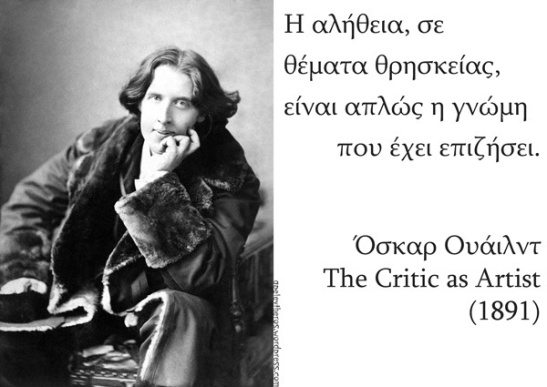 Η αλήθεια, σε
θέματα θρησκείας,
είναι απλώς η γνώμη
που έχει επιζήσει.
Όσκαρ Ουάιλντ
The Critic as Artist
(1891)